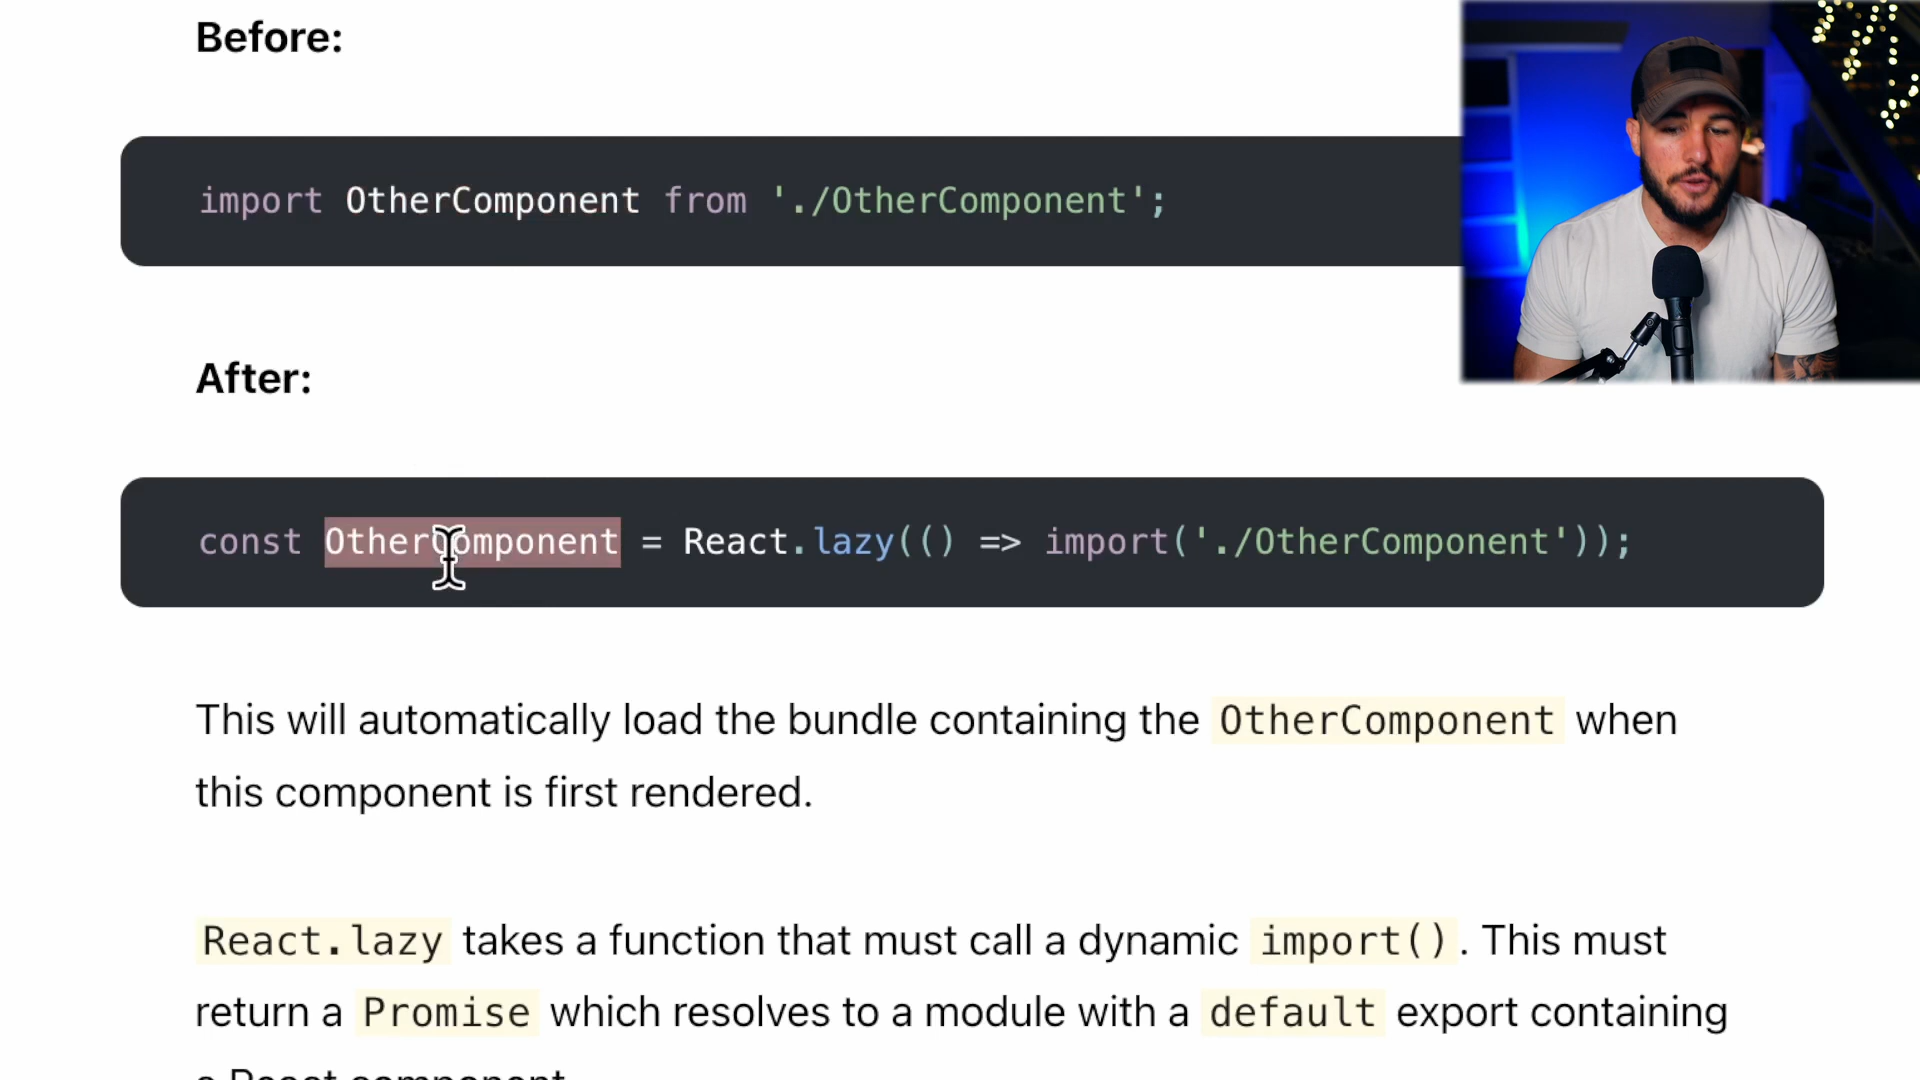 Before:
import OtherComponent from './OtherComponent';
After:
const OtherComponent = React.lazy(() => import('./OtherComponent'));
This will automatically load the bundle containing the OtherComponent when
this component is first rendered.
React.lazy takes a function that must call a dynamic import(). This must
return a Promise which resolves to a module with a default export containing
a React component.